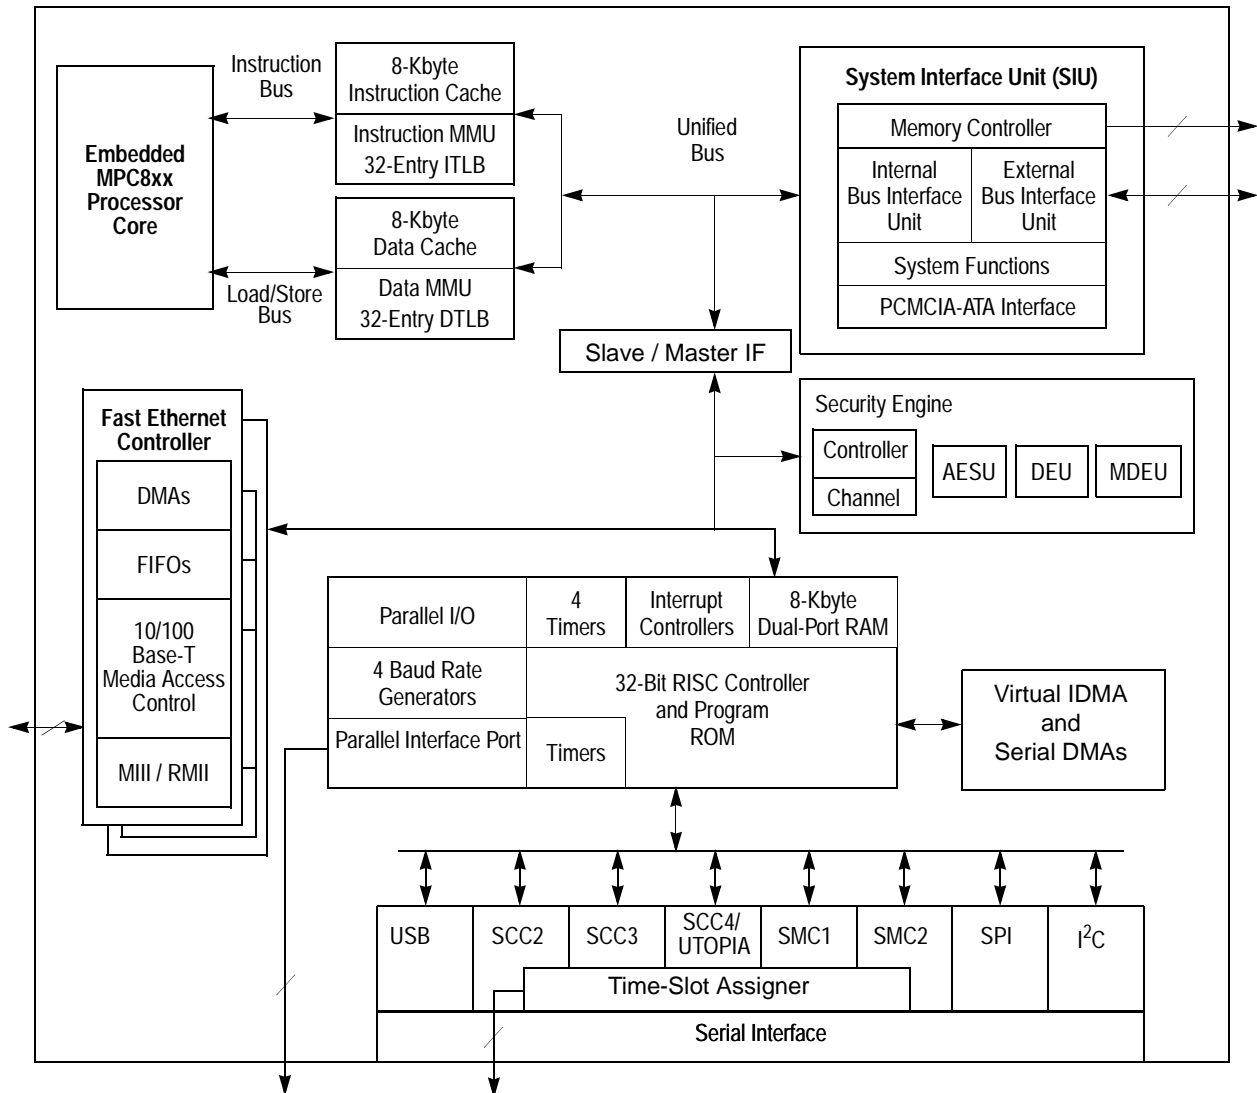 Instruction
Bus
8-Kbyte
Instruction Cache
Instruction MMU
32-Entry ITLB
Embedded
MPC8xx
Processor
Core
8-Kbyte
Data Cache
Data MMU
32-Entry DTLB
Load/Store
Bus
Unified
Bus
System Interface Unit (SIU)
Memory Controller
Internal
Bus Interface
Unit
External
Bus Interface
Unit
System Functions
PCMCIA-ATA Interface
Slave / Master IF
Security Engine
Controller
Channel
AESU
DEU
MDEU
Fast Ethernet
Controller
DMAs
FIFOs
10/100
Base-T
Media Access
Control
MIII / RMII
Parallel I/O
4
Timers
Interrupt
Controllers
8-Kbyte
Dual-Port RAM
4 Baud Rate
Generators
32-Bit RISC Controller
and Program
ROM
Parallel Interface Port
Timers
Virtual IDMA
and
Serial DMAs
USB
SCC2
SCC3
SCC4/
UTOPIA
SMC1
SMC2
SPI
I²C
Time-Slot Assigner
Serial Interface